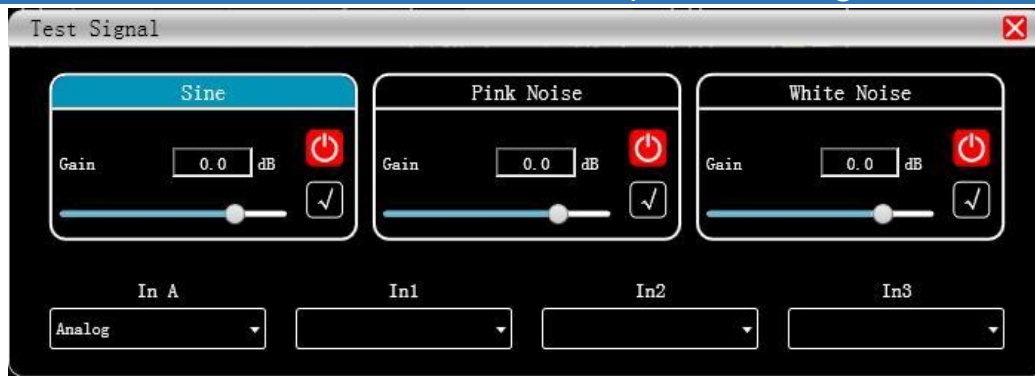 Test Signal
Sine
Pink Noise
White Noise
Gain 0.0 dB
Gain 0.0 dB
Gain 0.0 dB
In A
In1
In2
In3
Analog